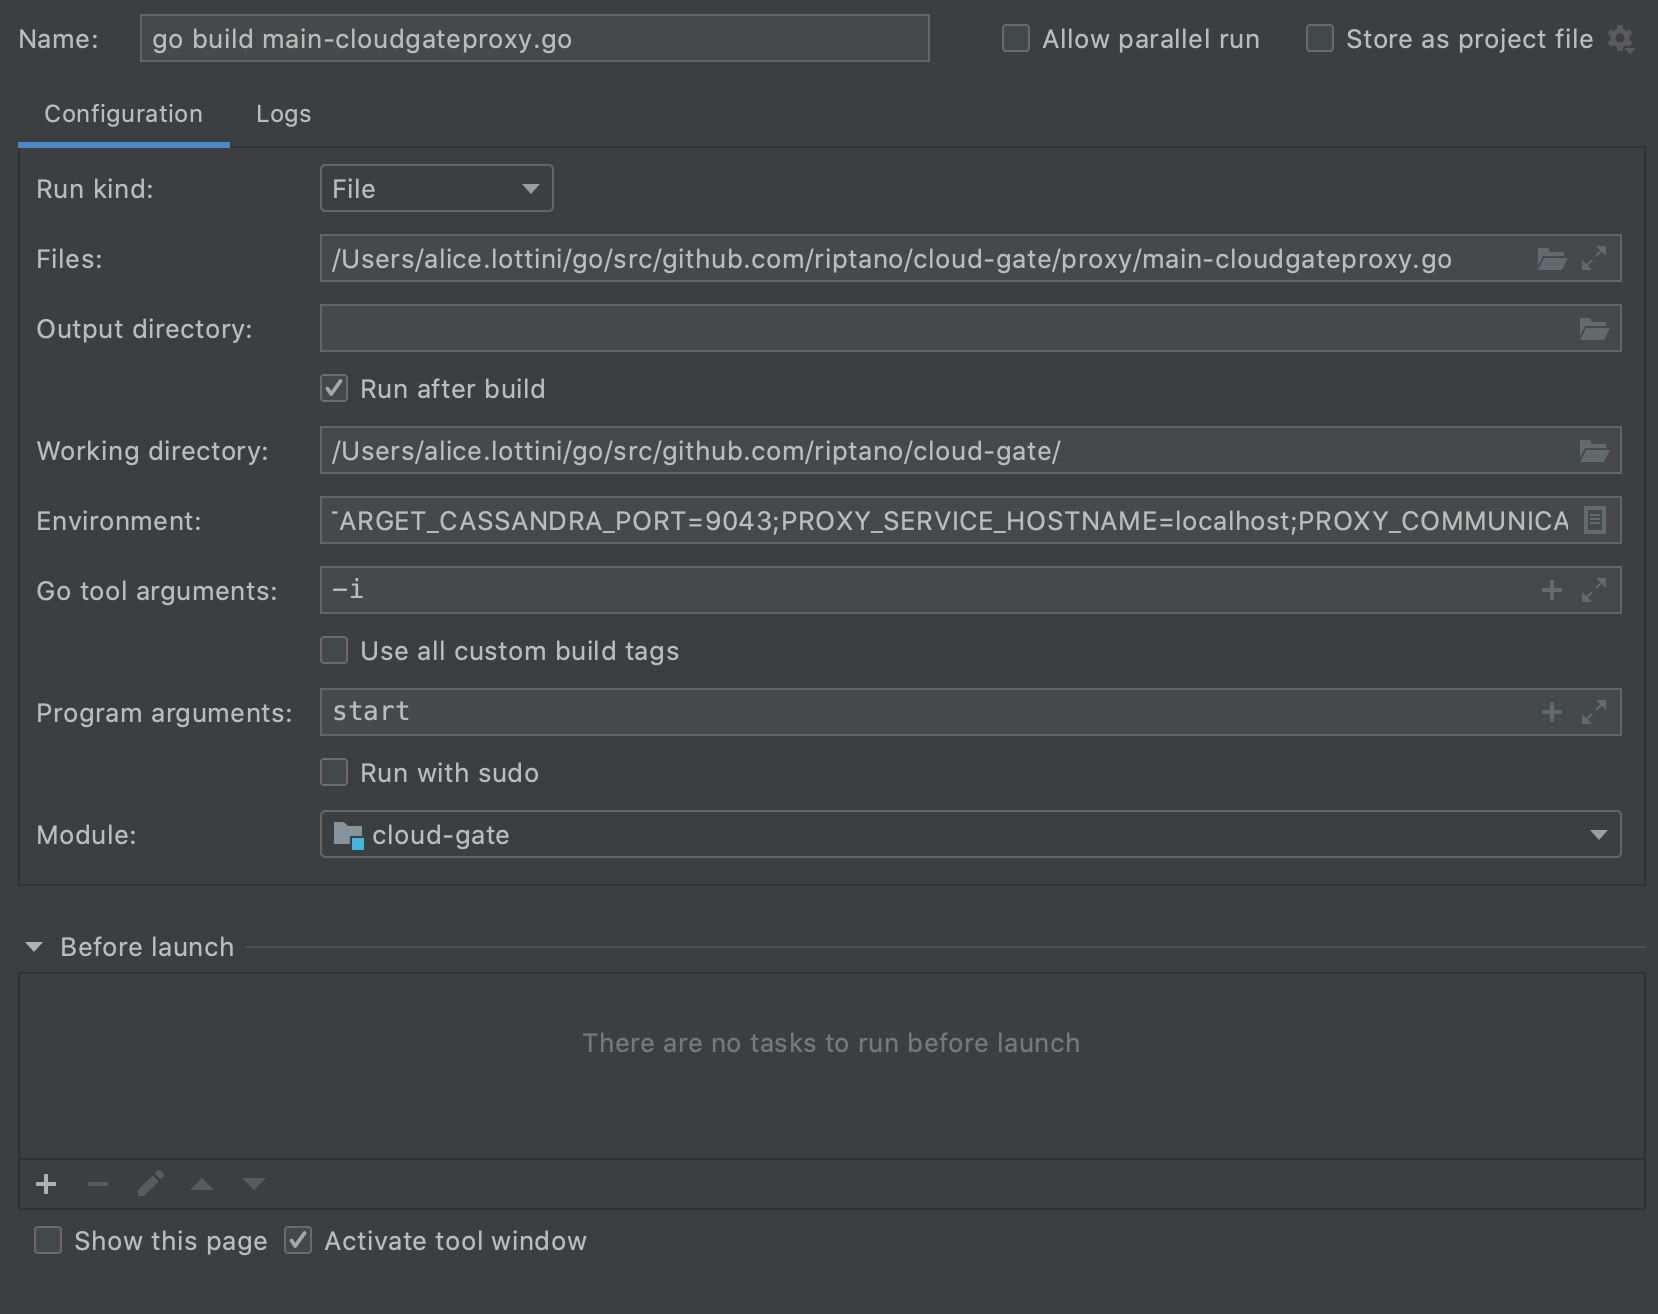 Name: go build main-cloudgateproxy.go Allow parallel run Store as project file
Configuration Logs
Run kind: File
Files: /Users/alice.lottini/go/src/github.com/riptano/cloud-gate/proxy/main-cloudgateproxy.go
Output directory:
Run after build
Working directory: /Users/alice.lottini/go/src/github.com/riptano/cloud-gate/
Environment: TARGET_CASSANDRA_PORT=9043;PROXY_SERVICE_HOSTNAME=localhost;PROXY_COMMUNICA
Go tool arguments: -i
Use all custom build tags
Program arguments: start
Run with sudo
Module: cloud-gate
Before launch
There are no tasks to run before launch
Show this page Activate tool window